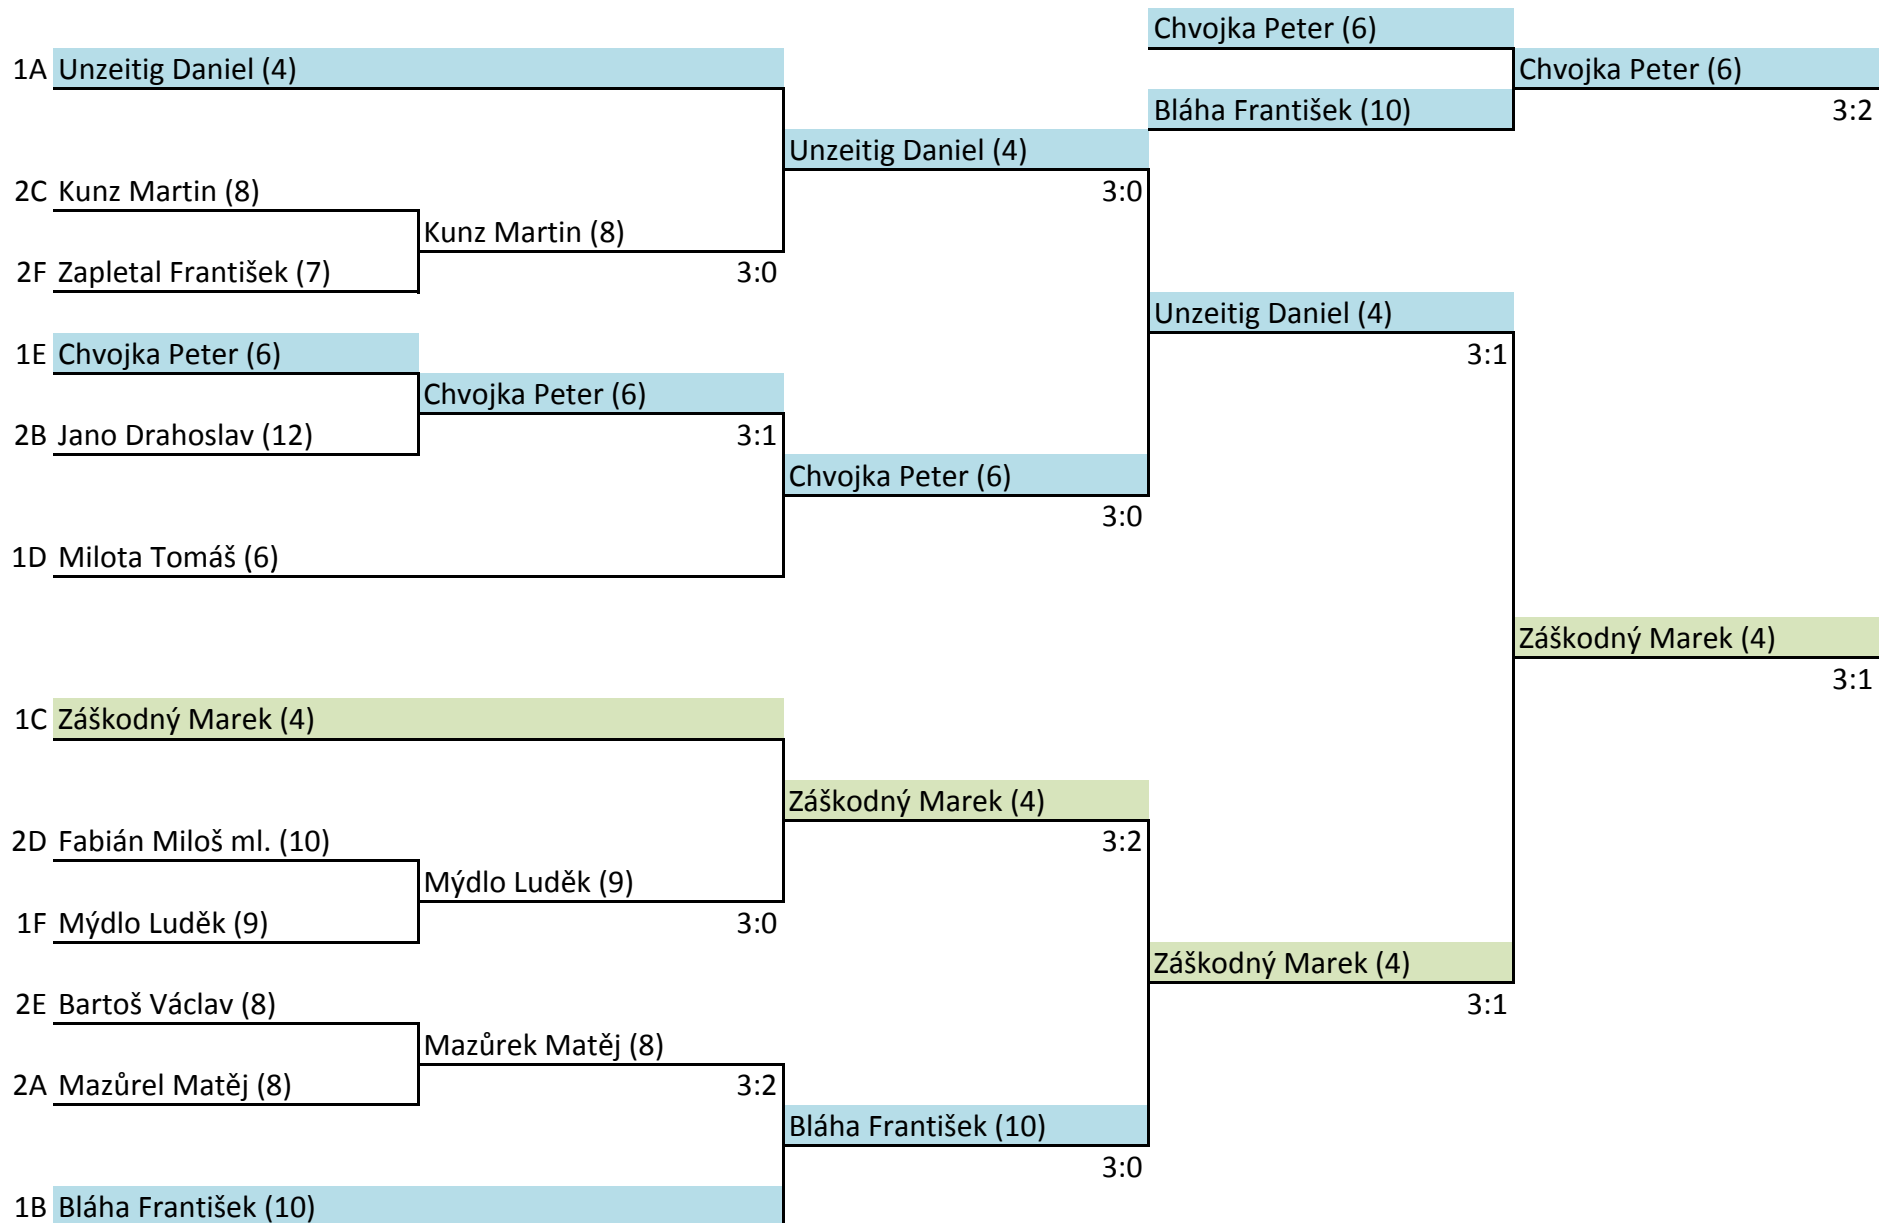 Chvojka Peter (6)
1A Unzeitig Daniel (4)
Chvojka Peter (6)
Bláha František (10)
3:2
Unzeitig Daniel (4)
2C Kunz Martin (8)
3:0
Kunz Martin (8)
2F Zapletal František (7)
3:0
Unzeitig Daniel (4)
1E Chvojka Peter (6)
3:1
Chvojka Peter (6)
2B Jano Drahoslav (12)
3:1
Chvojka Peter (6)
3:0
1D Milota Tomáš (6)
Záškodný Marek (4)
3:1
1C Záškodný Marek (4)
Záškodný Marek (4)
2D Fabián Miloš ml. (10)
3:2
Mýdlo Luděk (9)
1F Mýdlo Luděk (9)
3:0
Záškodný Marek (4)
2E Bartoš Václav (8)
3:1
Mazůrek Matěj (8)
2A Mazůrel Matěj (8)
3:2
Bláha František (10)
3:0
1B Bláha František (10)